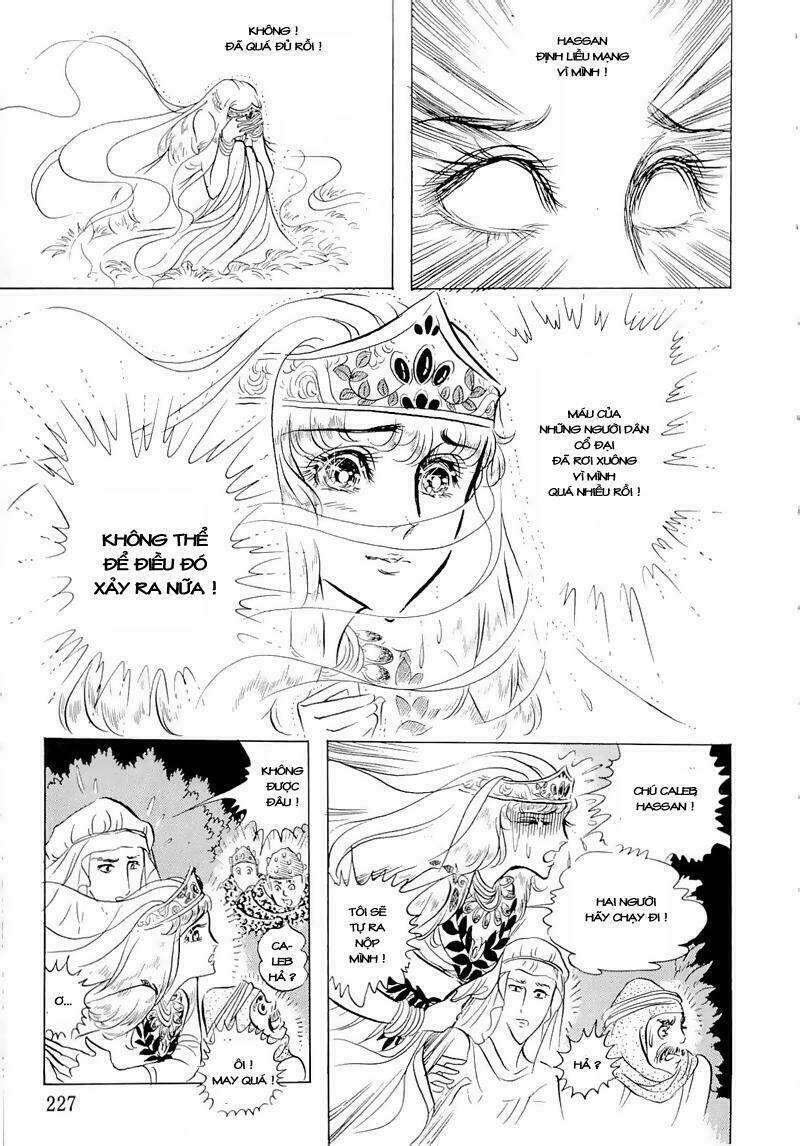 HASSAN
ĐỊNH LIỀU MẠNG
VÌ MÌNH !
KHÔNG !
ĐÃ QUÁ ĐỦ RỒI !
MÁU CỦA
NHỮNG NGƯỜI DÂN
CỔ ĐẠI
ĐÃ RƠI XUÔNG
VÌ MÌNH
QUÁ NHIỀU RỒI !
KHÔNG THỂ
ĐỂ ĐIỀU ĐÓ
XẢY RA NỮA !
CHÚ CALEB,
HASSAN !
HAI NGƯỜI
HÃY CHẠY ĐI !
TÔI SẼ
TỰ RA
NỘP
MÌNH !
HẢ ?
KHÔNG
ĐƯỢC
ĐÂU !
CA-
LEB
HẢ ?
Ơ...
ÔI !
MAY QUÁ !
227